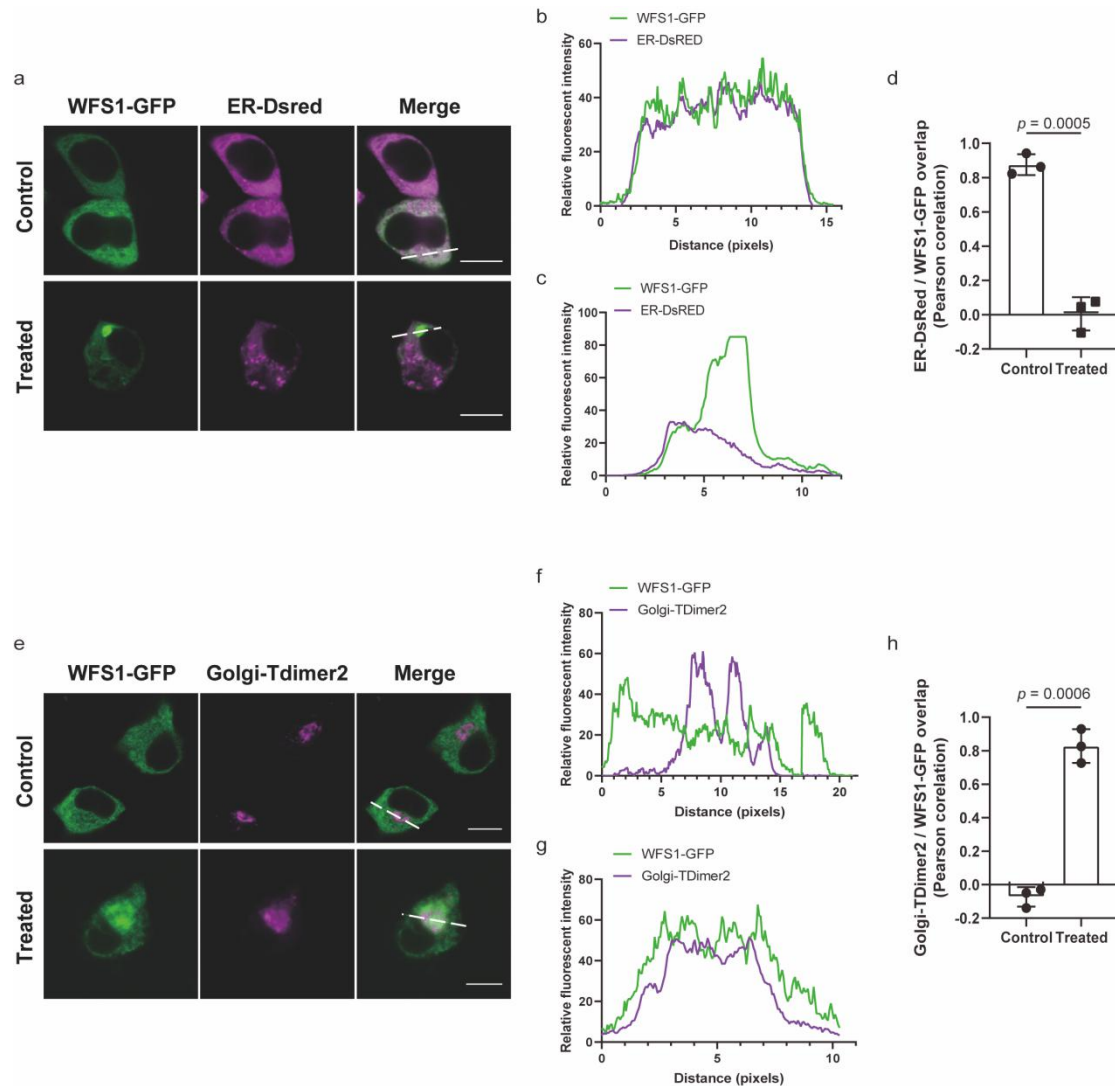 a
WFS1-GFP ER-Dsred Merge
Control
Treated
b
WFS1-GFP
ER-DsRED
Relative fluorescent intensity
60
40
20
0
0 5 10 15
Distance (pixels)
c
WFS1-GFP
ER-DsRED
Relative fluorescent intensity
100
80
60
40
20
0
0 5 10
Distance (pixels)
d
p = 0.0005
ER-DsRed / WFS1-GFP overlap
(Pearson corelation)
1.0
0.8
0.6
0.4
0.2
0.0
-0.2
Control Treated
e
WFS1-GFP Golgi-Tdimer2 Merge
Control
Treated
f
WFS1-GFP
Golgi-TDimer2
Relative fluorescent intensity
80
60
40
20
0
0 5 10 15 20
Distance (pixels)
g
WFS1-GFP
Golgi-TDimer2
Relative fluorescent intensity
80
60
40
20
0
0 5 10
Distance (pixels)
h
p = 0.0006
Golgi-TDimer2 / WFS1-GFP overlap
(Pearson corelation)
1.0
0.8
0.6
0.4
0.2
0.0
-0.2
Control Treated